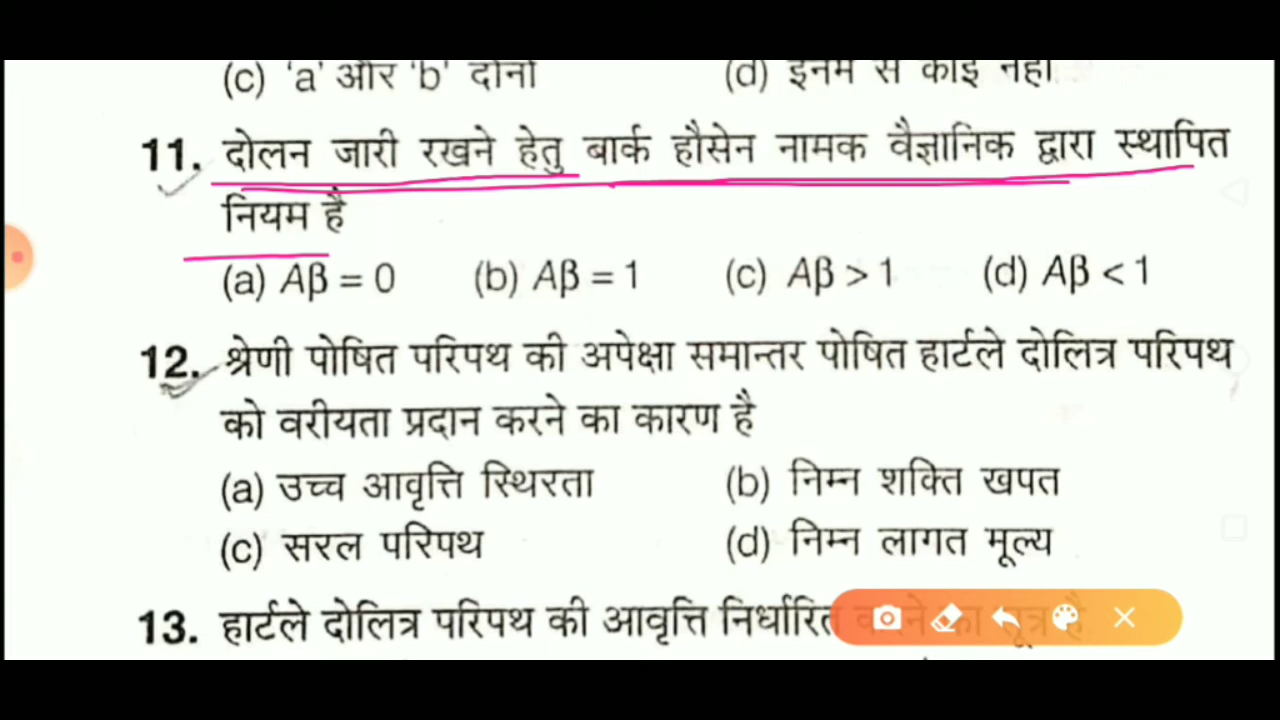 (c) 'a' और 'b' दोनों (d) इनमें से कोई नहीं
11. दोलन जारी रखने हेतु बार्क हौसेन नामक वैज्ञानिक द्वारा स्थापित
नियम है
(a) Aβ = 0 (b) Aβ = 1 (c) Aβ > 1 (d) Aβ < 1
12. श्रेणी पोषित परिपथ की अपेक्षा समान्तर पोषित हार्टले दोलित्र परिपथ
को वरीयता प्रदान करने का कारण है
(a) उच्च आवृत्ति स्थिरता (b) निम्न शक्ति खपत
(c) सरल परिपथ (d) निम्न लागत मूल्य
13. हार्टले दोलित्र परिपथ की आवृत्ति निर्धारित करने का सूत्र है